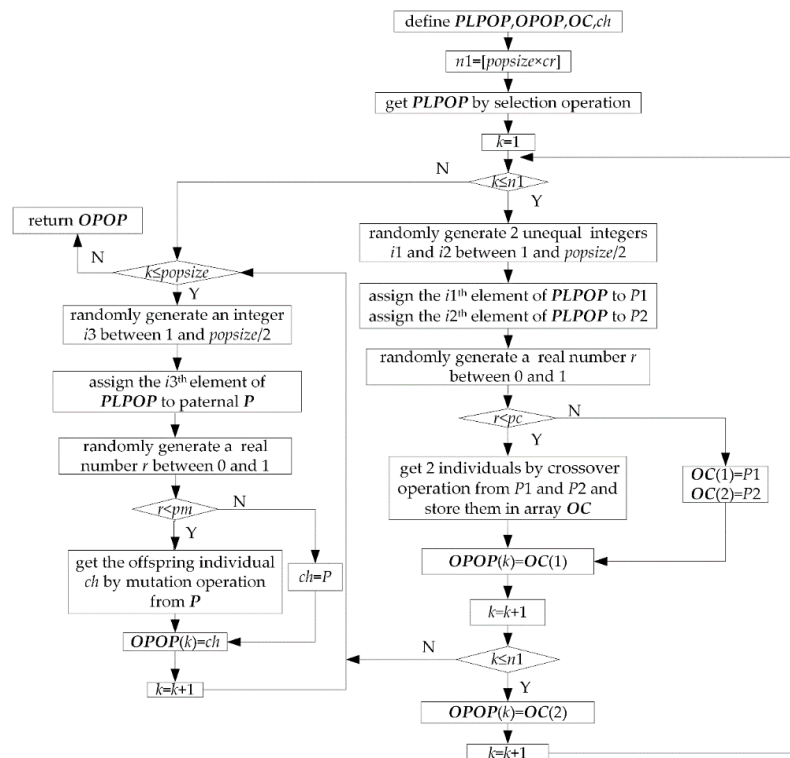 define PLPOP,OPOP,OC,ch
n1=[popsize×cr]
get PLPOP by selection operation
k=1
k≤n1
N
Y
randomly generate 2 unequal integers
i1 and i2 between 1 and popsize/2
assign the i1th element of PLPOP to P1
assign the i2th element of PLPOP to P2
randomly generate a real number r
between 0 and 1
r<pc
N
Y
get 2 individuals by crossover
operation from P1 and P2 and
store them in array OC
OC(1)=P1
OC(2)=P2
OPOP(k)=OC(1)
k=k+1
k≤n1
N
Y
OPOP(k)=OC(2)
k=k+1
return OPOP
N
k≤popsize
Y
randomly generate an integer
i3 between 1 and popsize/2
assign the i3th element of
PLPOP to paternal P
randomly generate a real
number r between 0 and 1
r<pm
N
Y
get the offspring individual
ch by mutation operation
from P
ch=P
OPOP(k)=ch
k=k+1